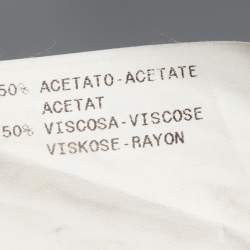 50% ACETATO-ACETATE
ACETAT
50% VISCOSA-VISCOSE
VISKOSE-RAYON